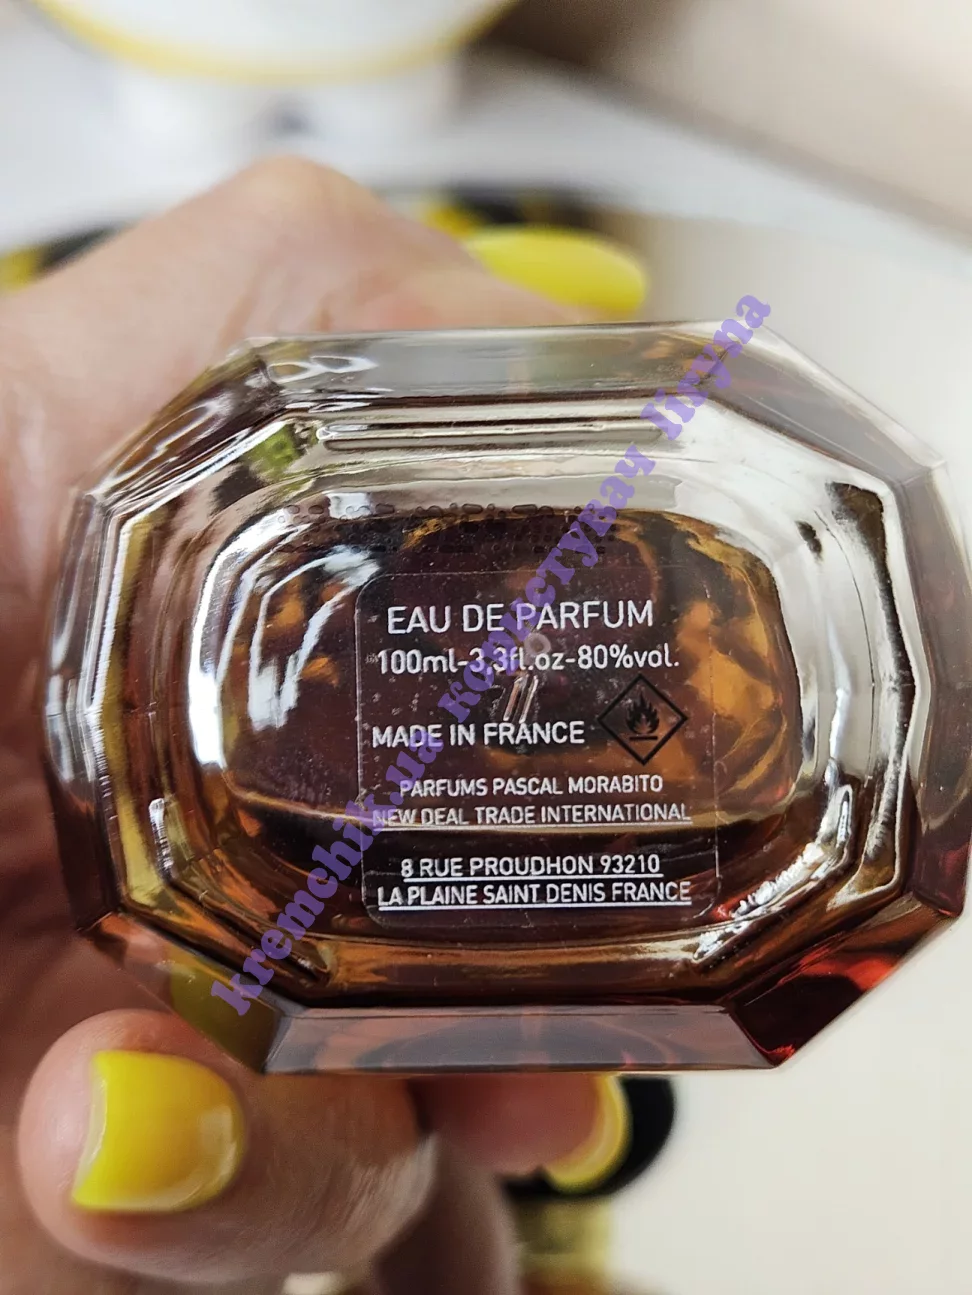 EAU DE PARFUM
100ml-3,3fl.oz-80%vol.
MADE IN FRANCE
PARFUMS PASCAL MORABITO
NEW DEAL TRADE INTERNATIONAL
8 RUE PROUDHON 93210
LA PLAINE SAINT DENIS FRANCE
kremchik.ua користувач Iryna